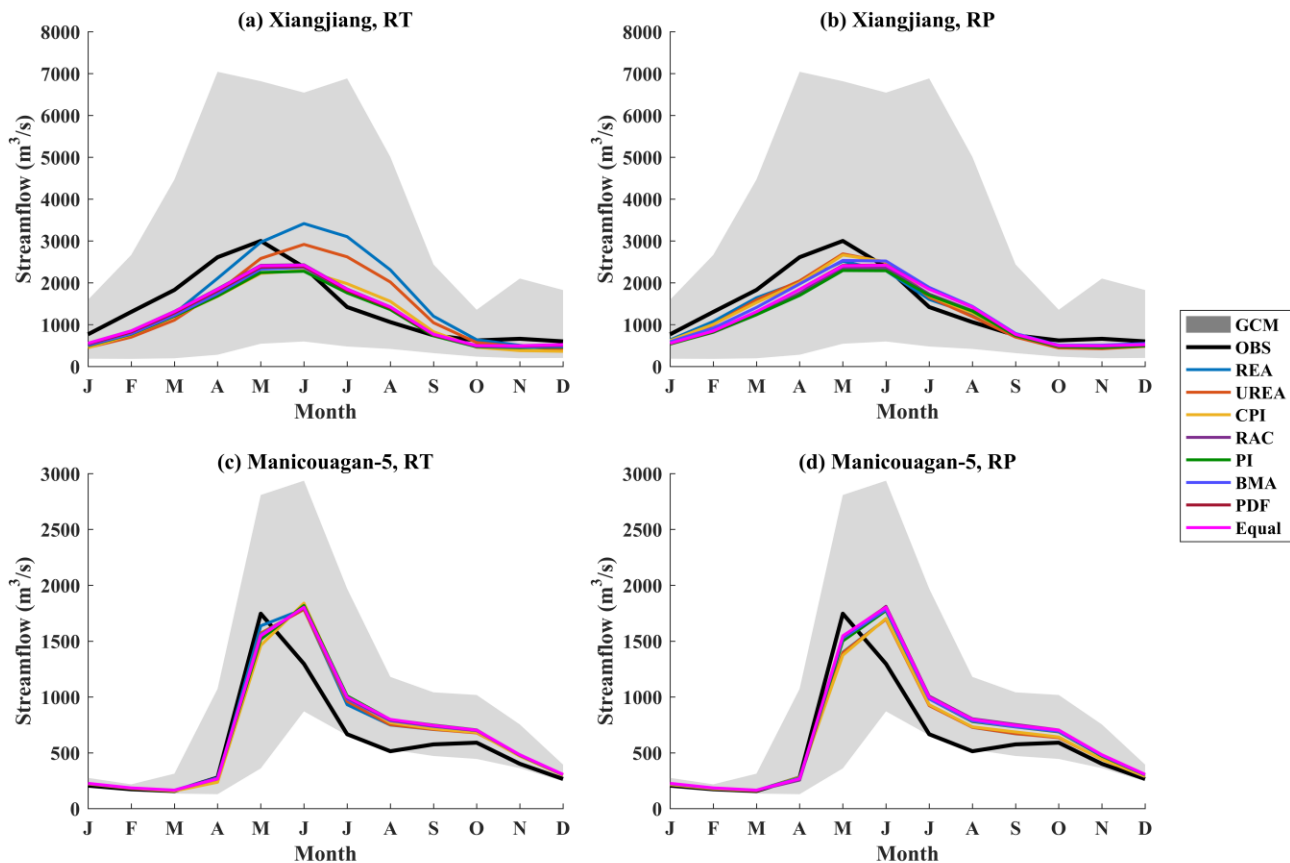 (a) Xiangjiang, RT
8000
7000
6000
5000
4000
3000
2000
1000
0
Streamflow (m³/s)
J F M A M J J A S O N D
Month
(b) Xiangjiang, RP
8000
7000
6000
5000
4000
3000
2000
1000
0
Streamflow (m³/s)
J F M A M J J A S O N D
Month
GCM
OBS
REA
UREA
CPI
RAC
PI
BMA
PDF
Equal
(c) Manicouagan-5, RT
3000
2500
2000
1500
1000
500
0
Streamflow (m³/s)
J F M A M J J A S O N D
Month
(d) Manicouagan-5, RP
3000
2500
2000
1500
1000
500
0
Streamflow (m³/s)
J F M A M J J A S O N D
Month